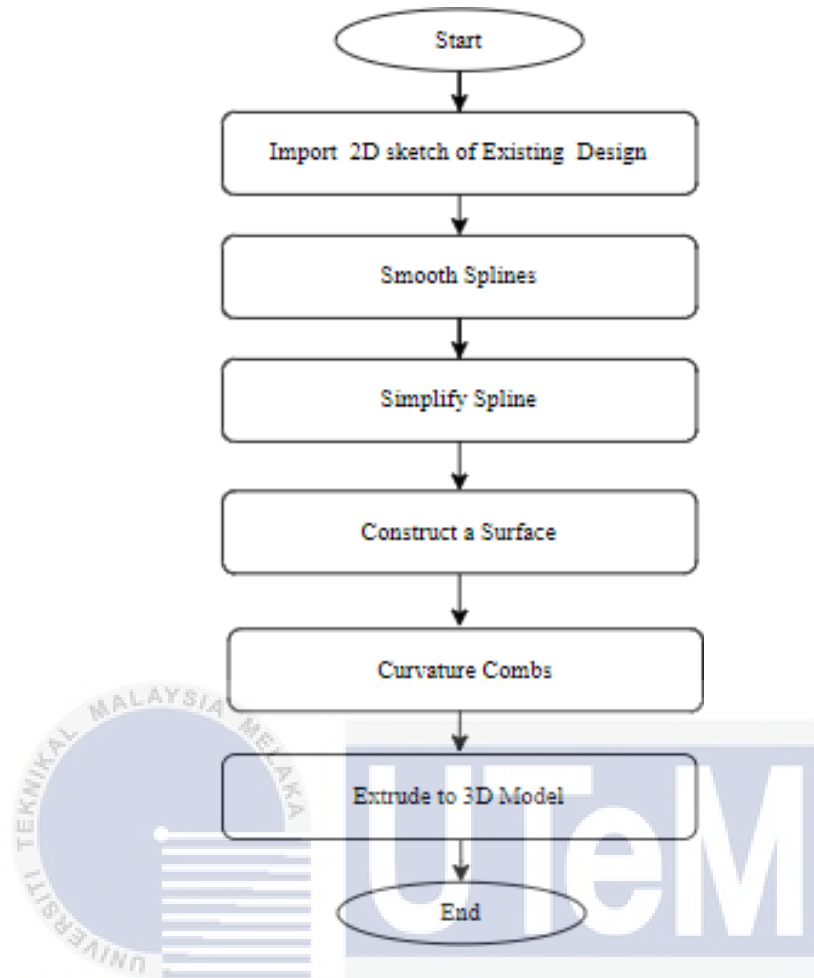 Start
Import 2D sketch of Existing Design
Smooth Splines
Simplify Spline
Construct a Surface
Curvature Combs
Extrude to 3D Model
End
UNIVERSITI TEKNIKAL MALAYSIA MELAKA
UTeM